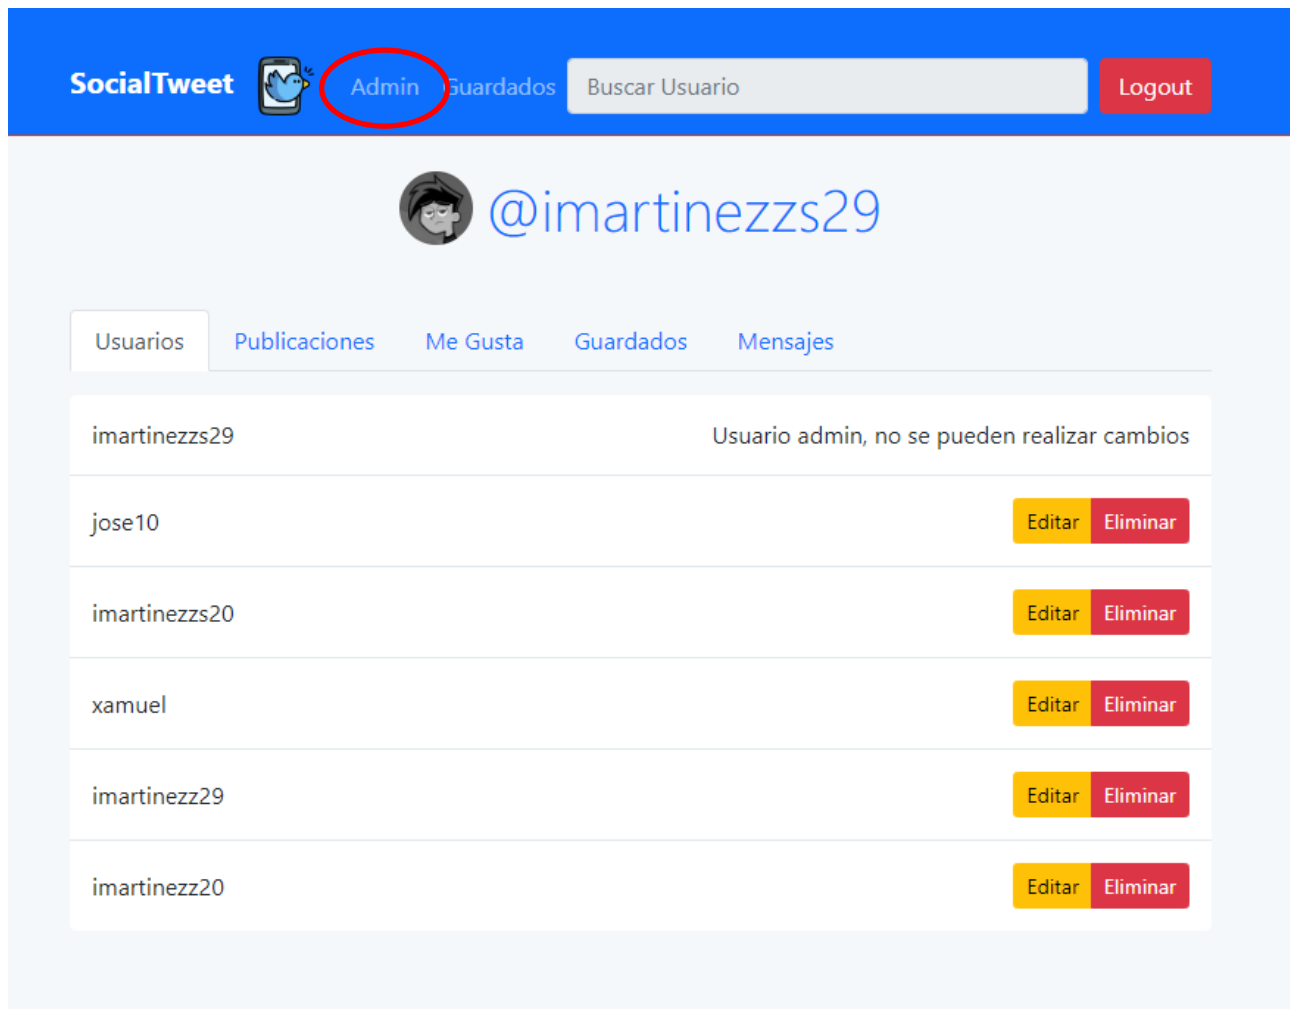 SocialTweet Admin Guardados Buscar Usuario Logout
@imartinezzs29
Usuarios Publicaciones Me Gusta Guardados Mensajes
imartinezzs29 Usuario admin, no se pueden realizar cambios
jose10 Editar Eliminar
imartinezzs20 Editar Eliminar
xamuel Editar Eliminar
imartinezz29 Editar Eliminar
imartinezz20 Editar Eliminar